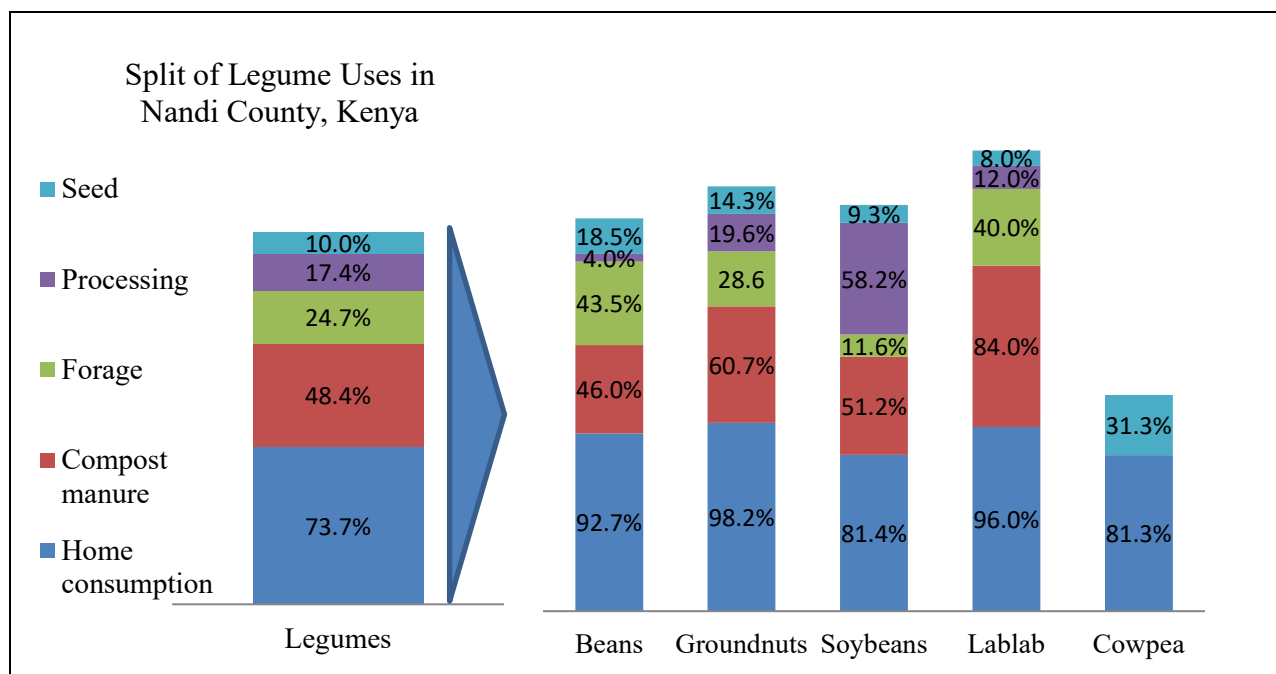 Split of Legume Uses in
Nandi County, Kenya
Seed
Processing
Forage
Compost
manure
Home
consumption
10.0%
17.4%
24.7%
48.4%
73.7%
Legumes
18.5%
4.0%
43.5%
46.0%
92.7%
14.3%
19.6%
28.6
60.7%
98.2%
9.3%
58.2%
11.6%
51.2%
81.4%
8.0%
12.0%
40.0%
84.0%
96.0%
31.3%
81.3%
Beans Groundnuts Soybeans Lablab Cowpea